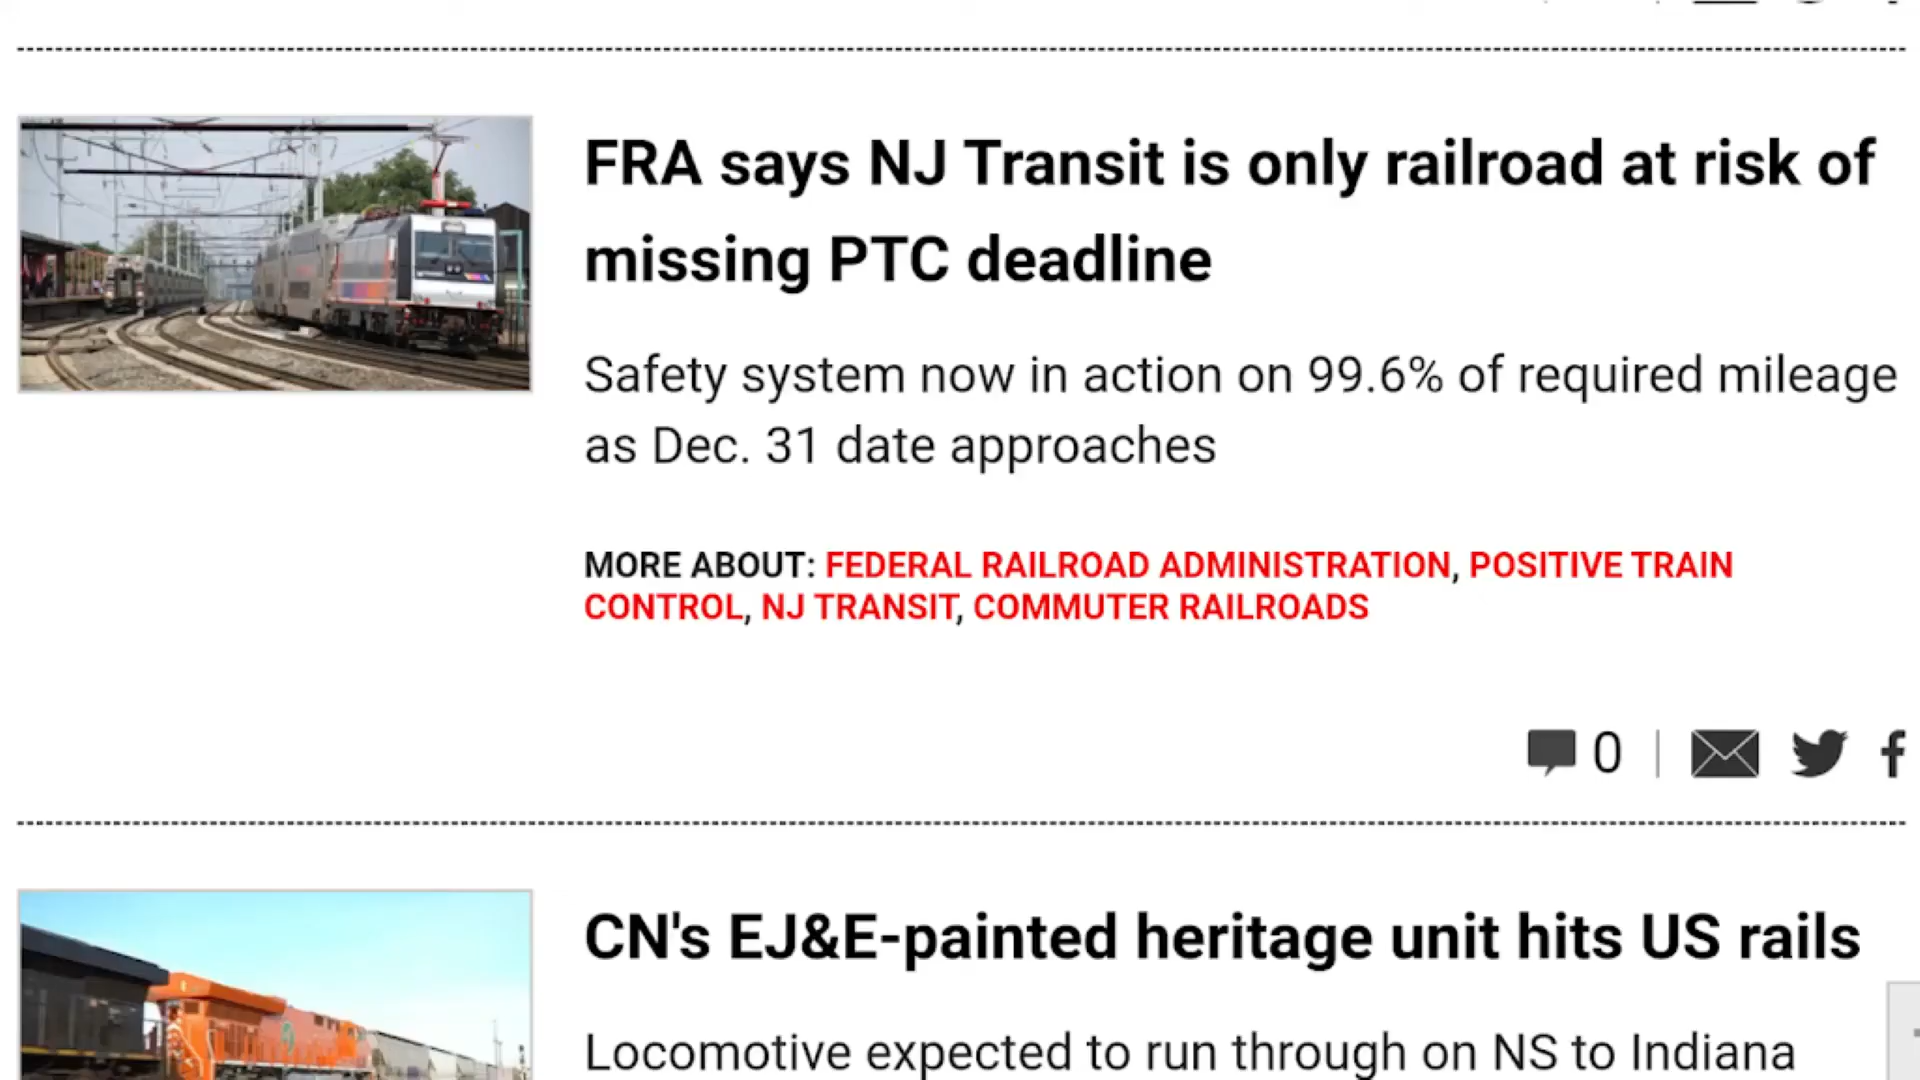 FRA says NJ Transit is only railroad at risk of
missing PTC deadline
Safety system now in action on 99.6% of required mileage
as Dec. 31 date approaches
MORE ABOUT: FEDERAL RAILROAD ADMINISTRATION, POSITIVE TRAIN
CONTROL, NJ TRANSIT, COMMUTER RAILROADS
0
CN's EJ&E-painted heritage unit hits US rails
Locomotive expected to run through on NS to Indiana